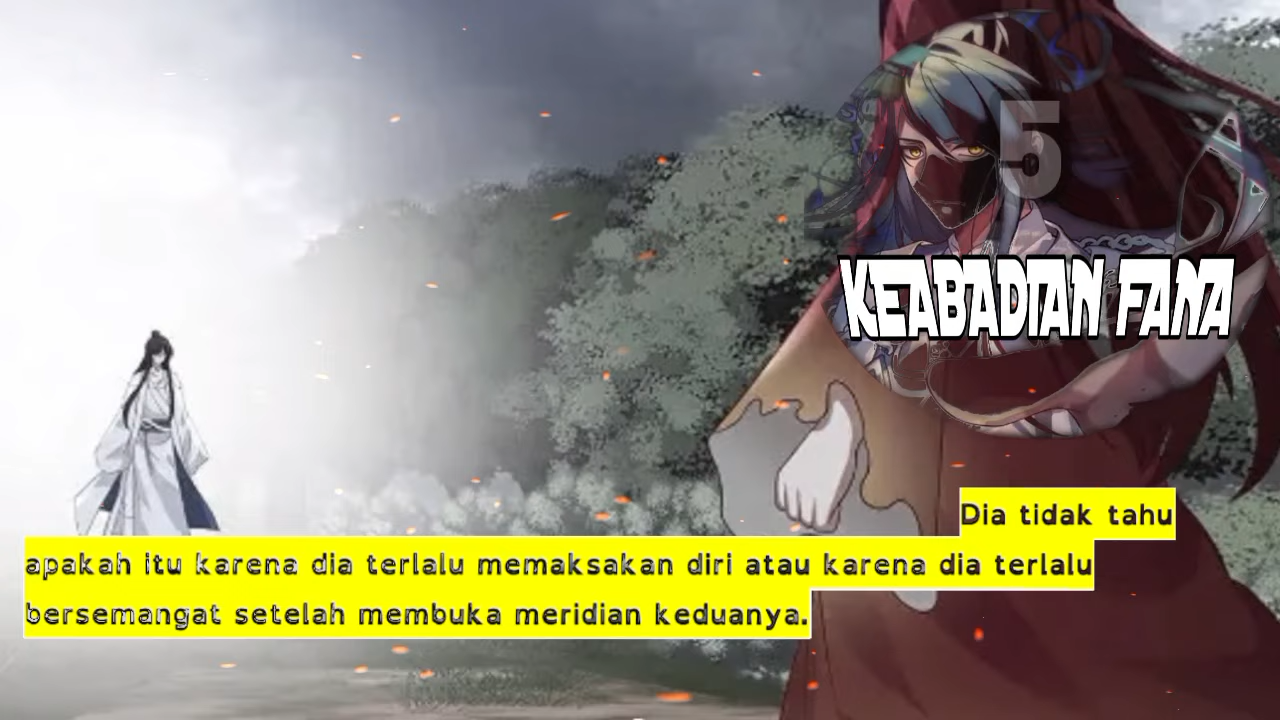 5
KEABADIAN FANA
Dia tidak tahu
apakah itu karena dia terlalu memaksakan diri atau karena dia terlalu
bersemangat setelah membuka meridian keduanya.